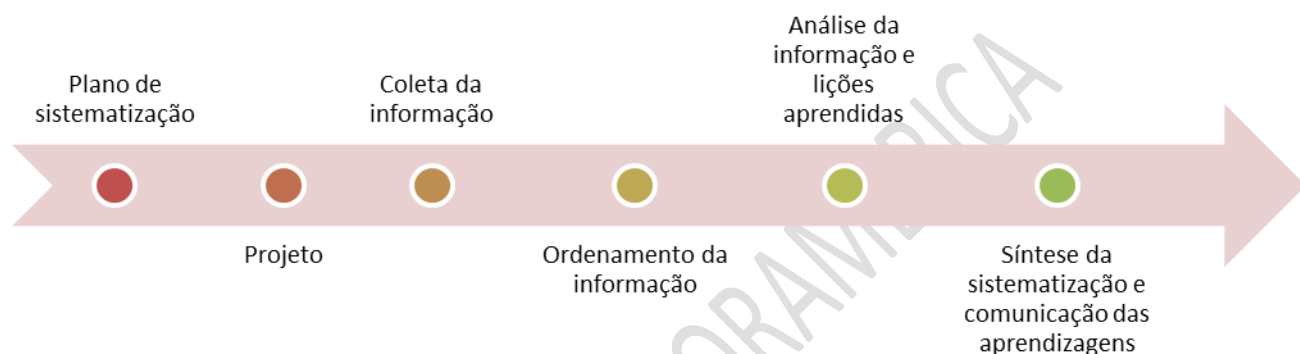 Plano de
sistematização
Projeto
Coleta da
informação
Ordenamento da
informação
Análise da
informação e
lições
aprendidas
Síntese da
sistematização e
comunicação das
aprendizagens